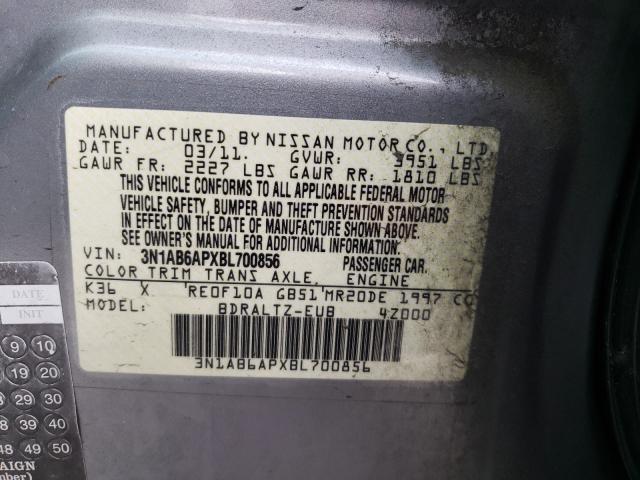 MANUFACTURED BY NISSAN MOTOR CO., LTD
DATE: 03/11. GVWR: 3951 LBS
GAWR FR: 2227 LBS GAWR RR: 1810 LBS
THIS VEHICLE CONFORMS TO ALL APPLICABLE FEDERAL MOTOR
VEHICLE SAFETY, BUMPER AND THEFT PREVENTION STANDARDS
IN EFFECT ON THE DATE OF MANUFACTURE SHOWN ABOVE.
SEE OWNER'S MANUAL FOR ADDITIONAL INFORMATION.
VIN: 3N1AB6APXBL700856 PASSENGER CAR.
COLOR TRIM TRANS AXLE. ENGINE
K36 X 'RE0F10A GB51'MR20DE 1997 CC
MODEL: BDRALTZ-EUB 4Z000
3N1AB6APXBL700856
DATE
INIT
9 10
19 20
29 30
38 39 40
48 49 50
AIGN
mber)